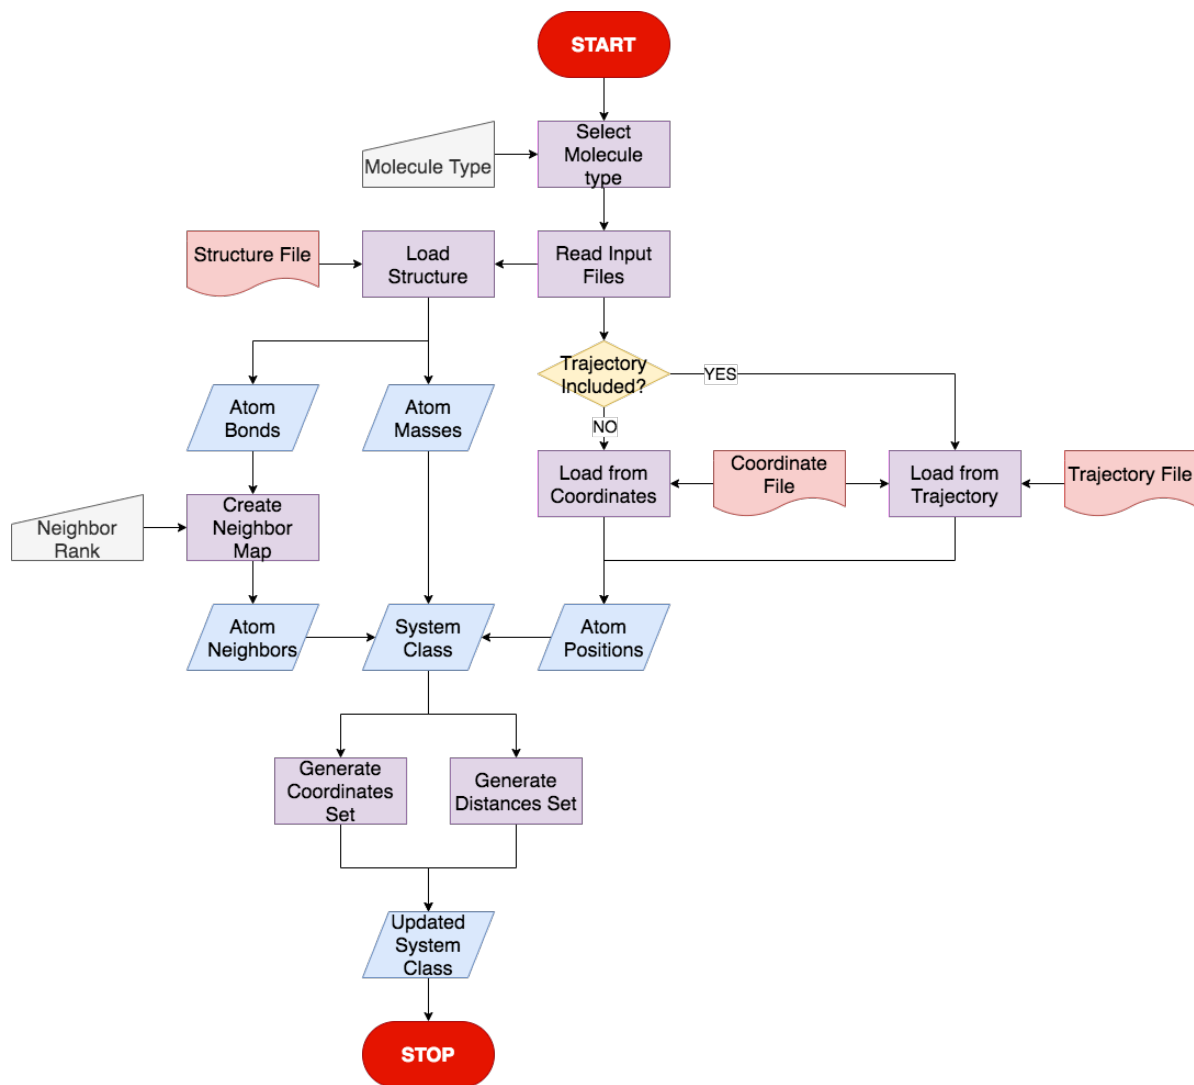 START
Molecule Type
Select
Molecule
type
Structure File
Load
Structure
Read Input
Files
Trajectory
Included?
YES
NO
Atom
Bonds
Atom
Masses
Load from
Coordinates
Coordinate
File
Load from
Trajectory
Trajectory File
Neighbor
Rank
Create
Neighbor
Map
Atom
Neighbors
System
Class
Atom
Positions
Generate
Coordinates
Set
Generate
Distances Set
Updated
System
Class
STOP